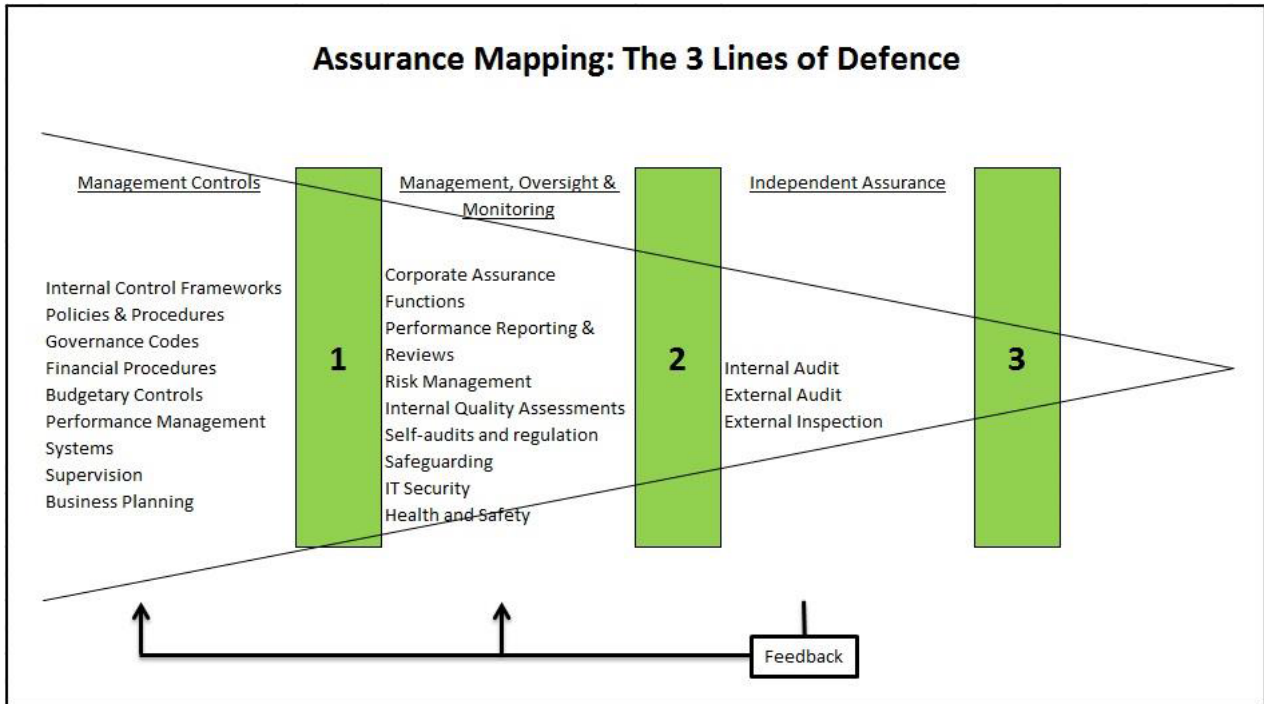 Assurance Mapping: The 3 Lines of Defence
Management Controls
Internal Control Frameworks
Policies & Procedures
Governance Codes
Financial Procedures
Budgetary Controls
Performance Management
Systems
Supervision
Business Planning
1
Management, Oversight &
Monitoring
Corporate Assurance
Functions
Performance Reporting &
Reviews
Risk Management
Internal Quality Assessments
Self-audits and regulation
Safeguarding
IT Security
Health and Safety
2
Independent Assurance
Internal Audit
External Audit
External Inspection
3
Feedback